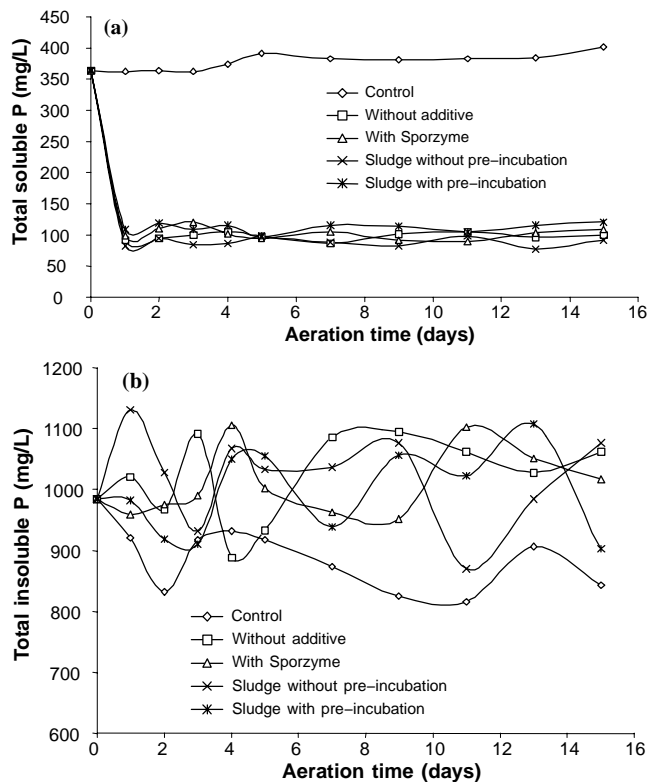 (a)
Total soluble P (mg/L)
450
400
350
300
250
200
150
100
50
0
Control
Without additive
With Sporzyme
Sludge without pre−incubation
Sludge with pre−incubation
0 2 4 6 8 10 12 14 16
Aeration time (days)
(b)
Total insoluble P (mg/L)
1200
1100
1000
900
800
700
600
Control
Without additive
With Sporzyme
Sludge without pre−incubation
Sludge with pre−incubation
0 2 4 6 8 10 12 14 16
Aeration time (days)